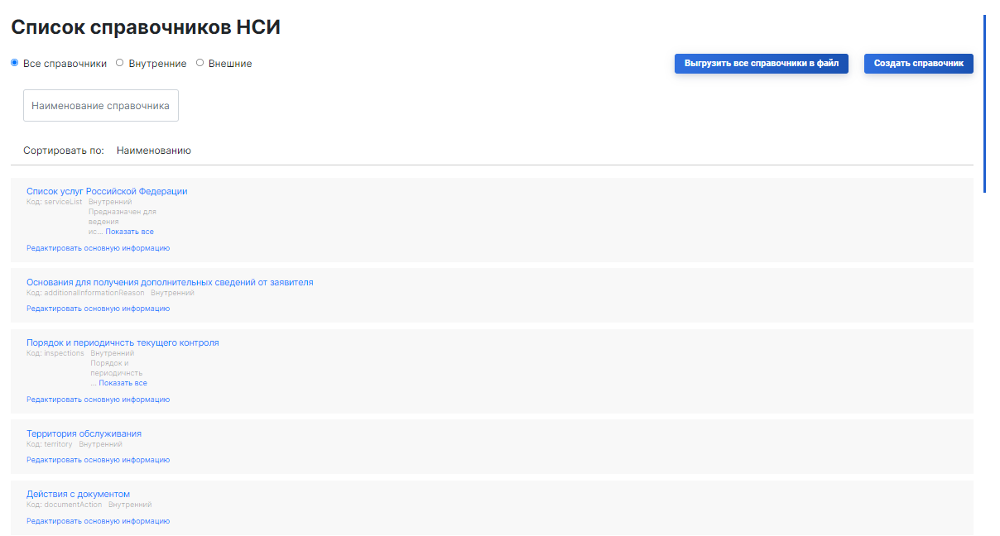 Список справочников НСИ
Все справочники Внутренние Внешние
Выгрузить все справочники в файл
Создать справочник
Наименование справочника
Сортировать по: Наименованию
Список услуг Российской Федерации
Код: serviceList Внутренний
Предназначен для
ведения
ис... Показать все
Редактировать основную информацию
Основания для получения дополнительных сведений от заявителя
Код: additionalInformationReason Внутренний
Редактировать основную информацию
Порядок и периодичнсть текущего контроля
Код: inspections Внутренний
Порядок и
периодичнсть
... Показать все
Редактировать основную информацию
Территория обслуживания
Код: territory Внутренний
Редактировать основную информацию
Действия с документом
Код: documentAction Внутренний
Редактировать основную информацию